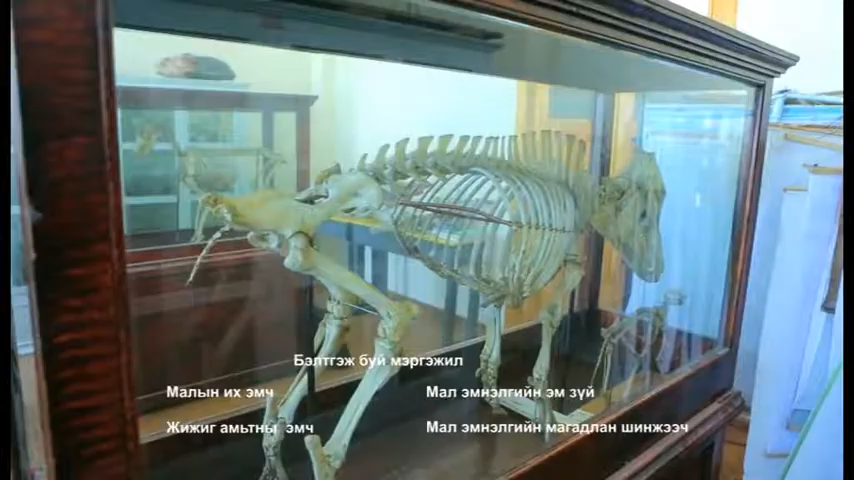 Бэлтгэж буй мэргэжил
Малын их эмч
Мал эмнэлгийн эм зүй
Жижиг амьтны эмч
Мал эмнэлгийн магадлан шинжээч